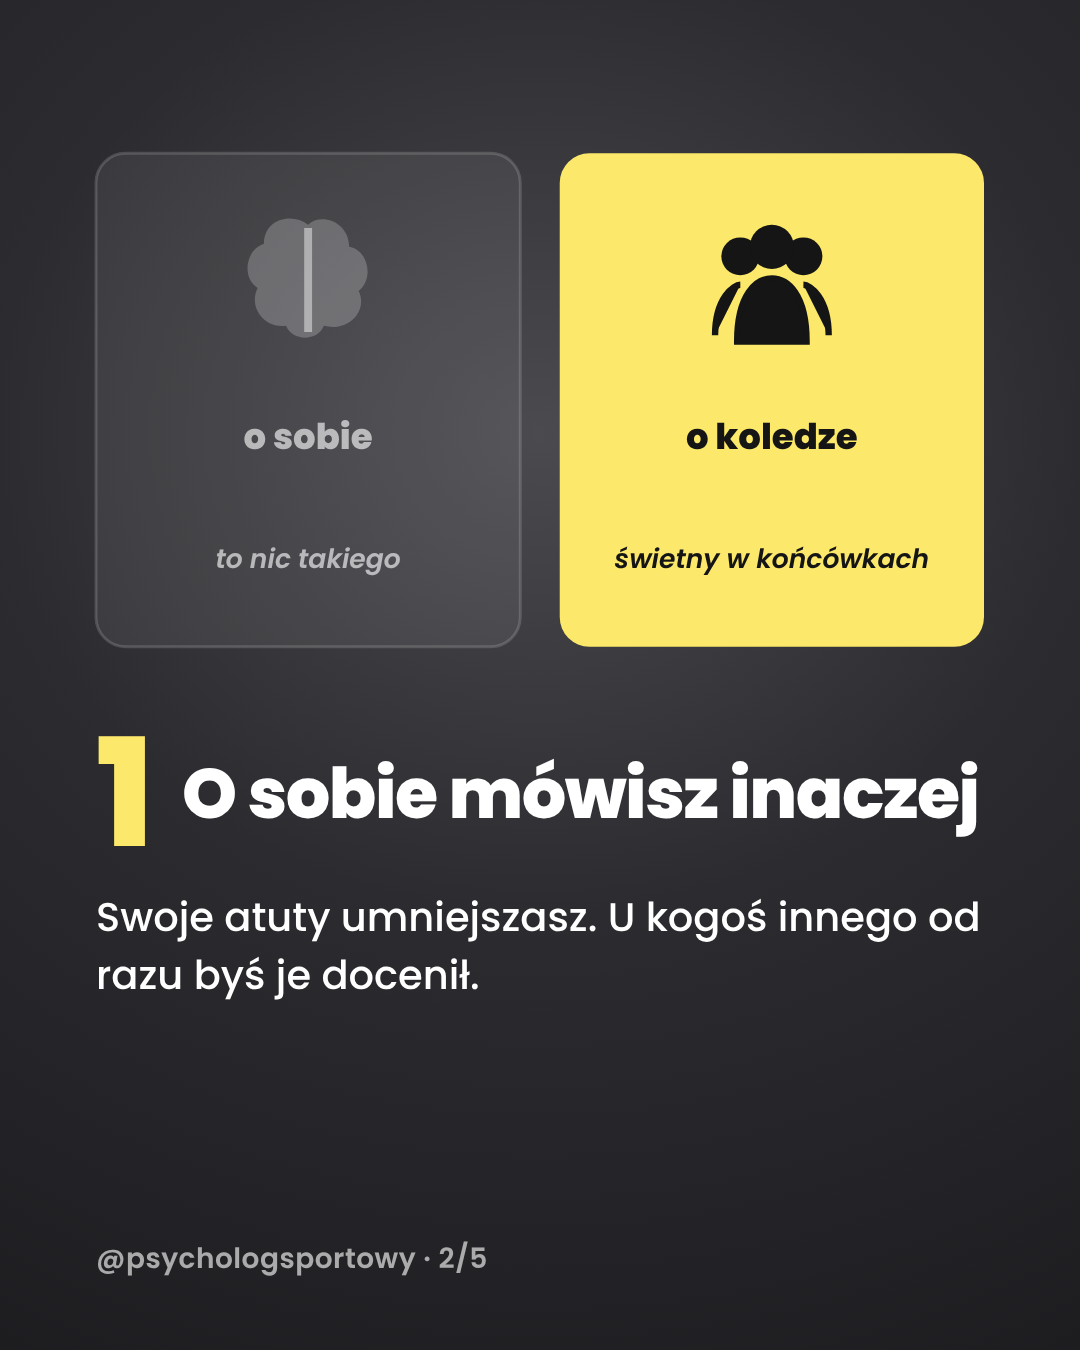 o sobie
to nic takiego
o koledze
świetny w końcówkach
1 O sobie mówisz inaczej
Swoje atuty umniejszasz. U kogoś innego od
razu byś je docenił.
@psychologsportowy · 2/5